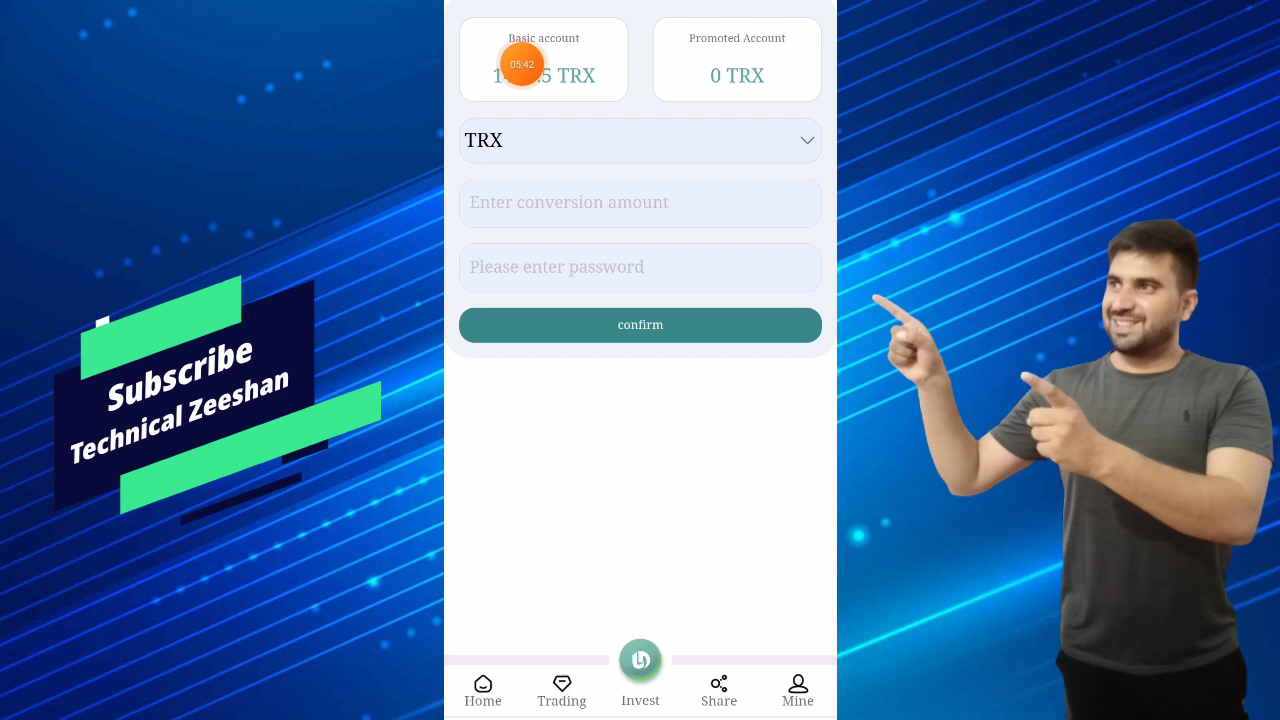 Basic account
Promoted Account
05:42
5 TRX
0 TRX
TRX
Enter conversion amount
Please enter password
confirm
Subscribe
Technical Zeeshan
Home
Trading
Invest
Share
Mine